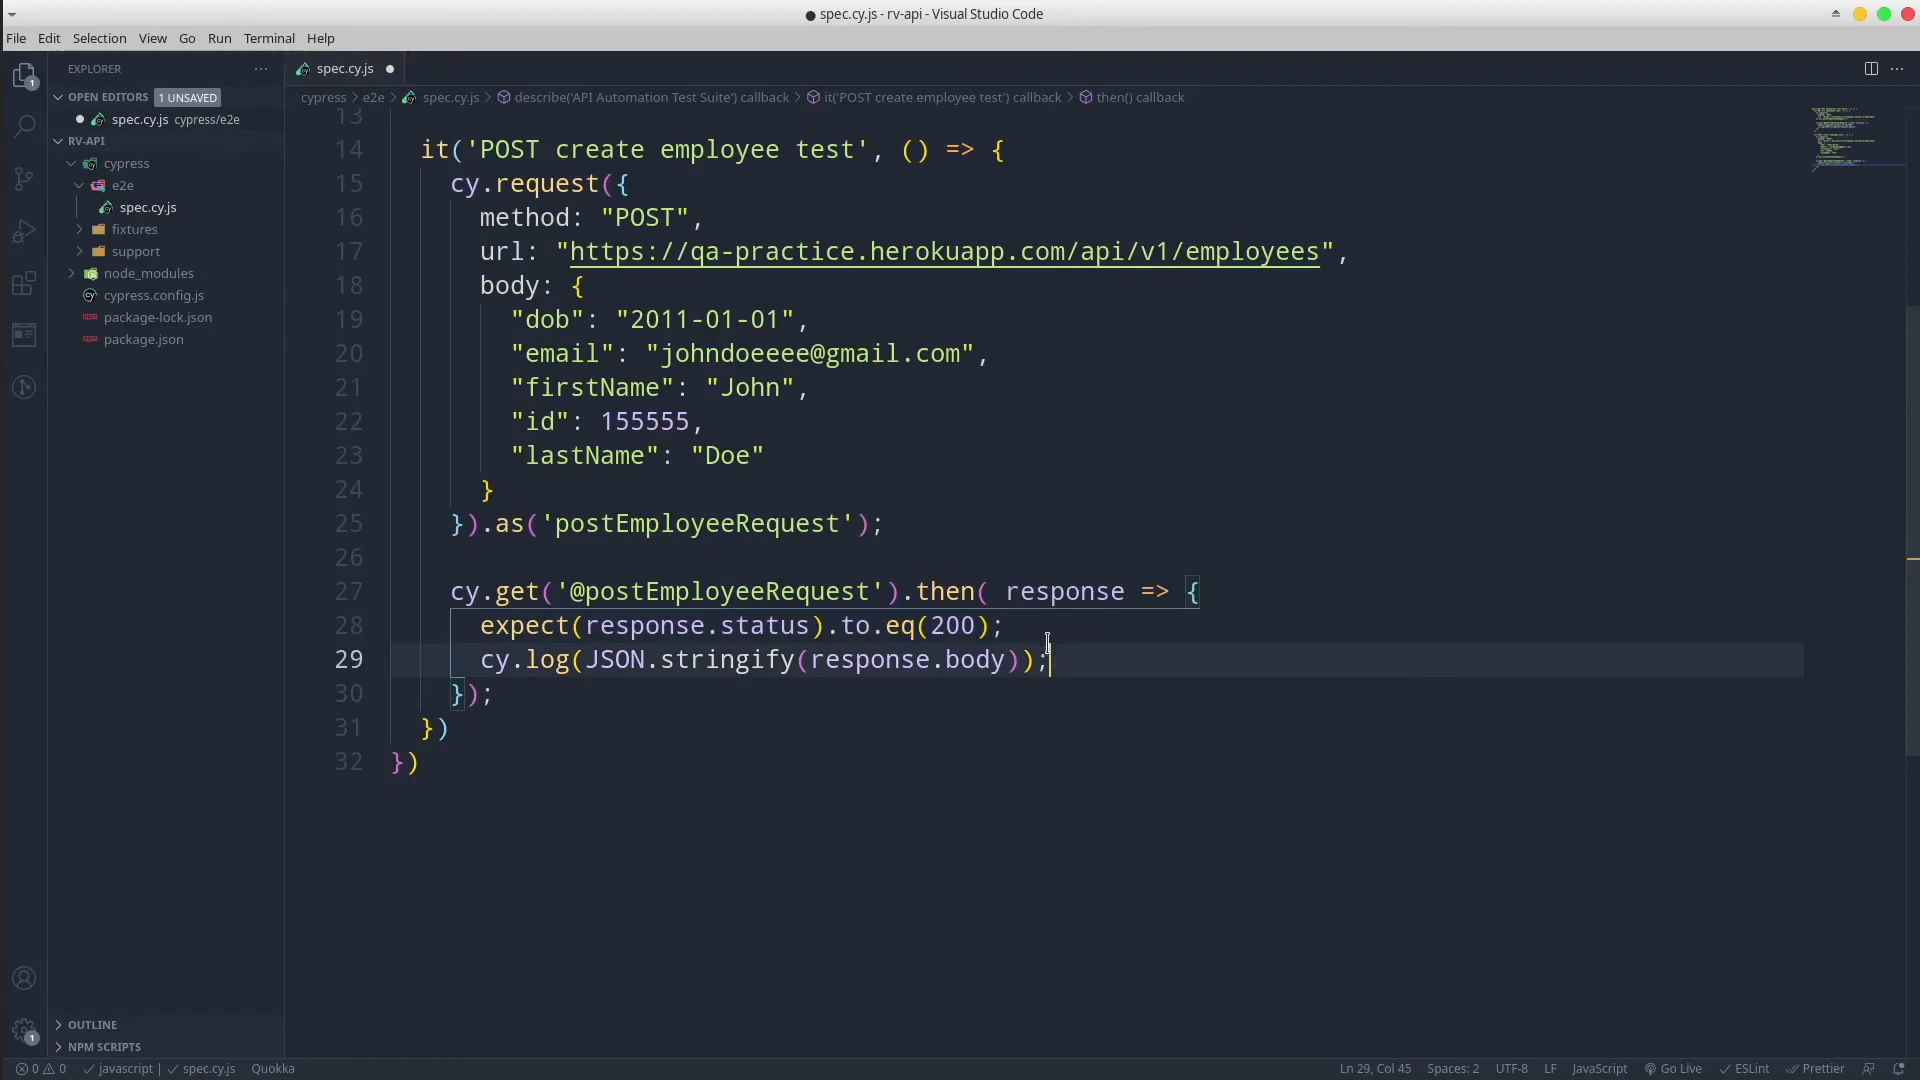 spec.cy.js - rv-api - Visual Studio Code
File Edit Selection View Go Run Terminal Help
EXPLORER
spec.cy.js
OPEN EDITORS 1 UNSAVED
cypress > e2e > spec.cy.js > describe('API Automation Test Suite') callback > it('POST create employee test') callback > then() callback
spec.cy.js cypress/e2e
RV-API
cypress
e2e
spec.cy.js
fixtures
support
node_modules
cypress.config.js
package-lock.json
package.json
13
14 it('POST create employee test', () => {
15 cy.request({
16 method: "POST",
17 url: "https://qa-practice.herokuapp.com/api/v1/employees",
18 body: {
19 "dob": "2011-01-01",
20 "email": "johndoeeee@gmail.com",
21 "firstName": "John",
22 "id": 155555,
23 "lastName": "Doe"
24 }
25 }).as('postEmployeeRequest');
26
27 cy.get('@postEmployeeRequest').then( response => {
28 expect(response.status).to.eq(200);
29 cy.log(JSON.stringify(response.body));
30 });
31 })
32 })
1
1
OUTLINE
NPM SCRIPTS
0 0 javascript | spec.cy.js Quokka Ln 29, Col 45 Spaces: 2 UTF-8 LF JavaScript Go Live ESLint Prettier